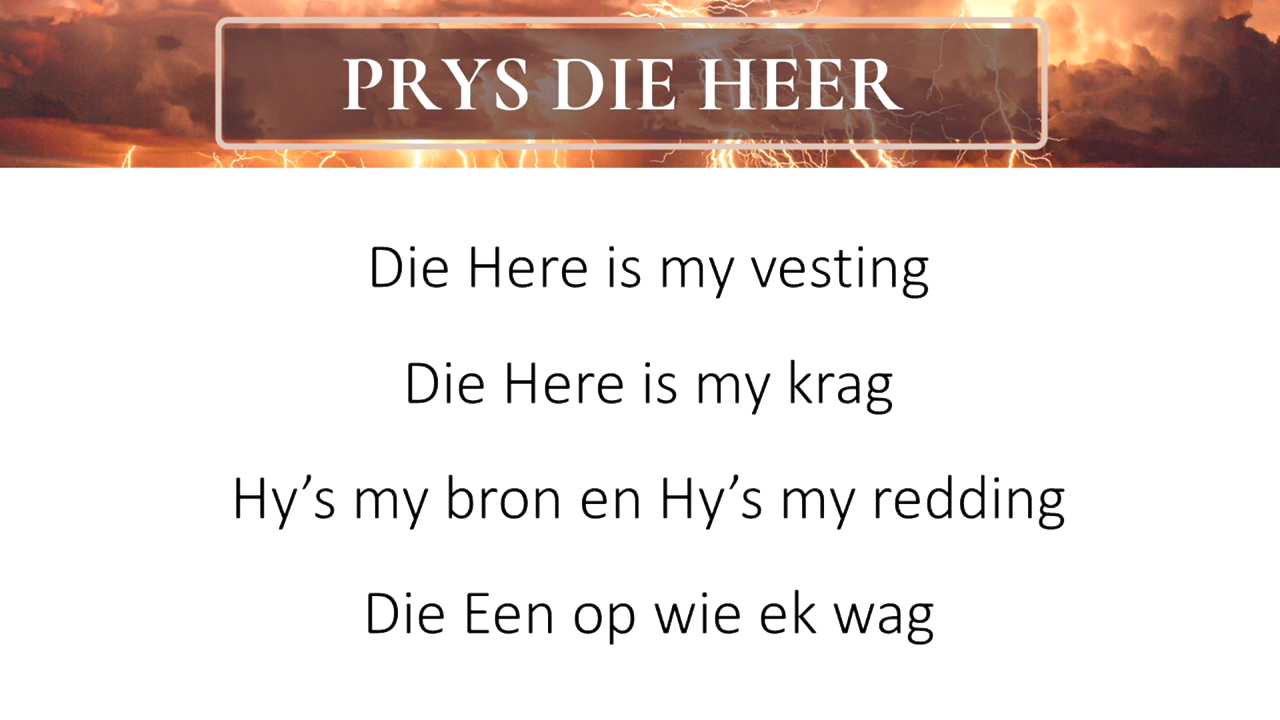 PRYS DIE HEER
Die Here is my vesting
Die Here is my krag
Hy’s my bron en Hy’s my redding
Die Een op wie ek wag